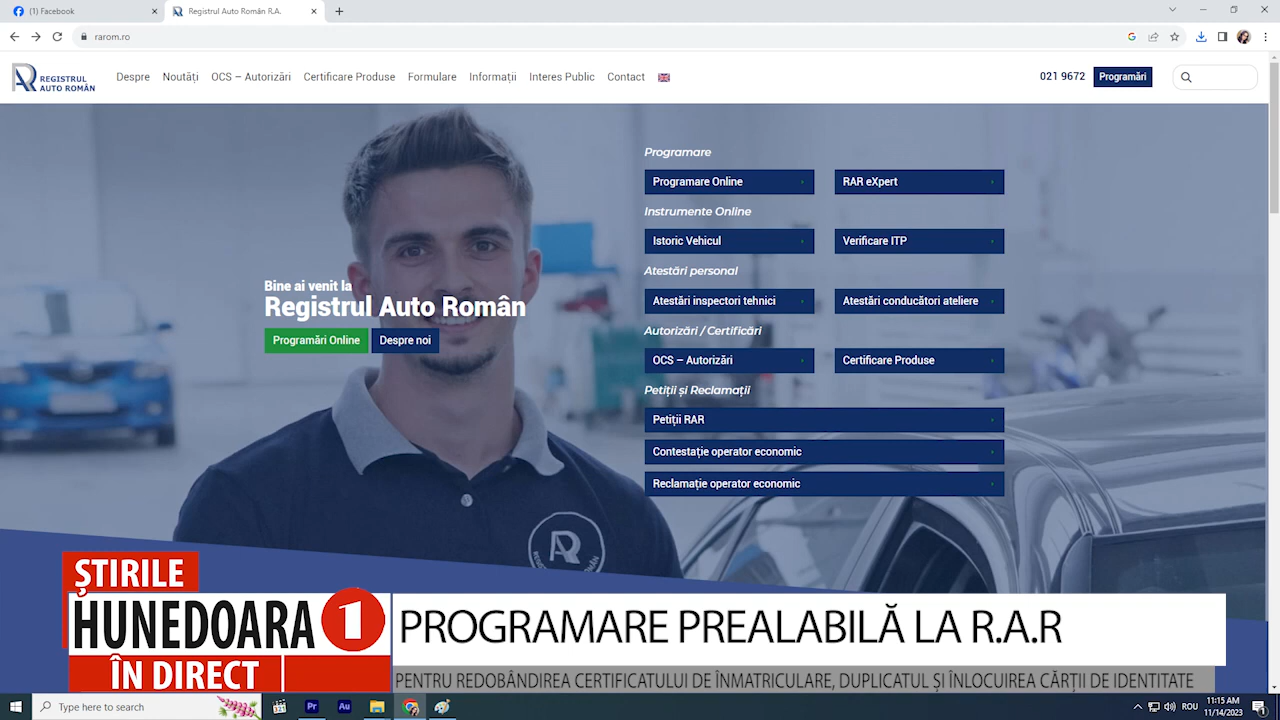 (1) Facebook
Registrul Auto Român R.A.
rarom.ro
REGISTRUL
AUTO ROMÂN
Despre Noutăți OCS – Autorizări Certificare Produse Formulare Informații Interes Public Contact
021 9672 Programări
Programare
Programare Online RAR eXpert
Instrumente Online
Istoric Vehicul Verificare ITP
Atestări personal
Atestări inspectori tehnici Atestări conducători ateliere
Autorizări / Certificări
OCS – Autorizări Certificare Produse
Petiții și Reclamații
Petiții RAR
Contestație operator economic
Reclamație operator economic
Bine ai venit la
Registrul Auto Român
Programări Online Despre noi
ȘTIRILE
HUNEDOARA 1
ÎN DIRECT
PROGRAMARE PREALABILĂ LA R.A.R
PENTRU REDOBÂNDIREA CERTIFICATULUI DE ÎNMATRICULARE, DUPLICATUL ȘI ÎNLOCUIREA CĂRȚII DE IDENTITATE
Type here to search
Pr Au
ROU
11:15 AM
11/14/2023